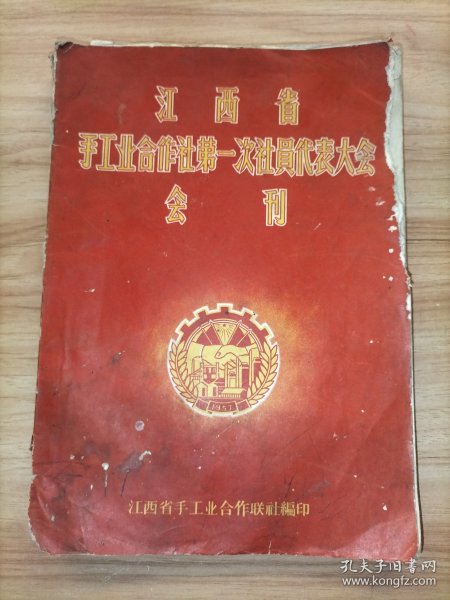 江西省
手工业合作社第一次社員代表大会
会刊
1957
江西省手工业合作联社編印
孔夫子旧书网
www.kongfz.com